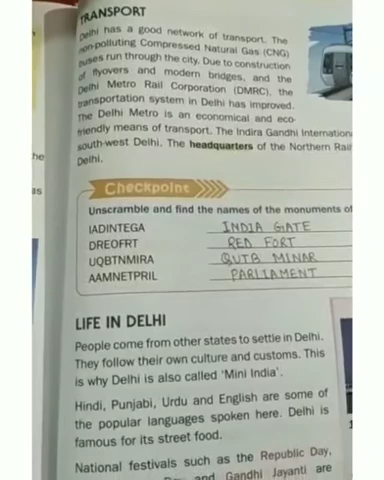 TRANSPORT
Delhi has a good network of transport. The
non-polluting Compressed Natural Gas (CNG)
buses run through the city. Due to construction
of flyovers and modern bridges, and the
Delhi Metro Rail Corporation (DMRC), the
transportation system in Delhi has improved.
The Delhi Metro is an economical and eco-
friendly means of transport. The Indira Gandhi Internation
south-west Delhi. The headquarters of the Northern Rai
Delhi.
he
ss
Checkpoint
Unscramble and find the names of the monuments of
IADINTEGA INDIA GATE
DREOFRT RED FORT
UQBTNMIRA QUTB MINAR
AAMNETPRIL PARLIAMENT
LIFE IN DELHI
People come from other states to settle in Delhi.
They follow their own culture and customs. This
is why Delhi is also called 'Mini India'.
Hindi, Punjabi, Urdu and English are some of
the popular languages spoken here. Delhi is
famous for its street food.
National festivals such as the Republic Day,
and Gandhi Jayanti are